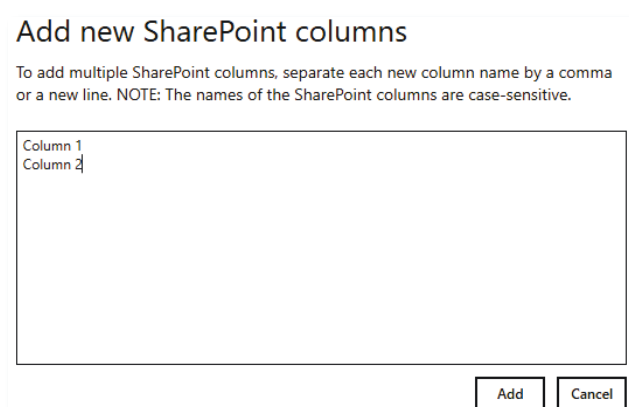 Add new SharePoint columns
To add multiple SharePoint columns, separate each new column name by a comma
or a new line. NOTE: The names of the SharePoint columns are case-sensitive.
Column 1
Column 2
Add Cancel